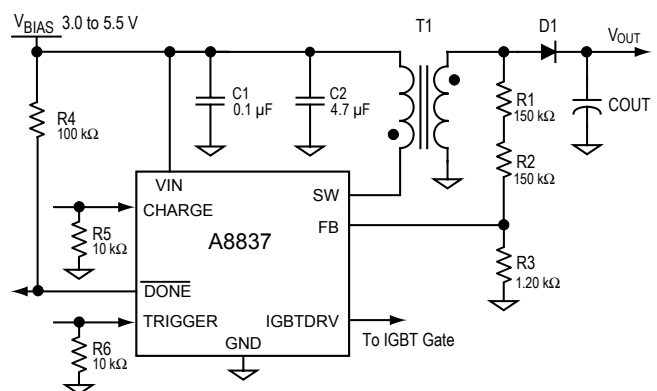 VBIAS 3.0 to 5.5 V
T1
D1
VOUT
C1
0.1 µF
C2
4.7 µF
R4
100 kΩ
R1
150 kΩ
COUT
R2
150 kΩ
VIN
SW
CHARGE
FB
R5
10 kΩ
A8837
R3
1.20 kΩ
DONE
TRIGGER
IGBTDRV
To IGBT Gate
R6
10 kΩ
GND